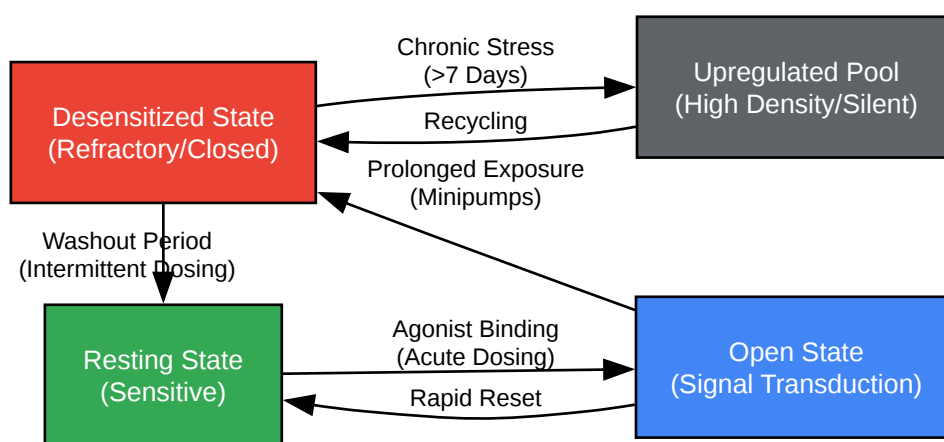 Chronic Stress
(>7 Days)
Upregulated Pool
(High Density/Silent)
Desensitized State
(Refractory/Closed)
Recycling
Prolonged Exposure
(Minipumps)
Washout Period
(Intermittent Dosing)
Agonist Binding
(Acute Dosing)
Resting State
(Sensitive)
Open State
(Signal Transduction)
Rapid Reset